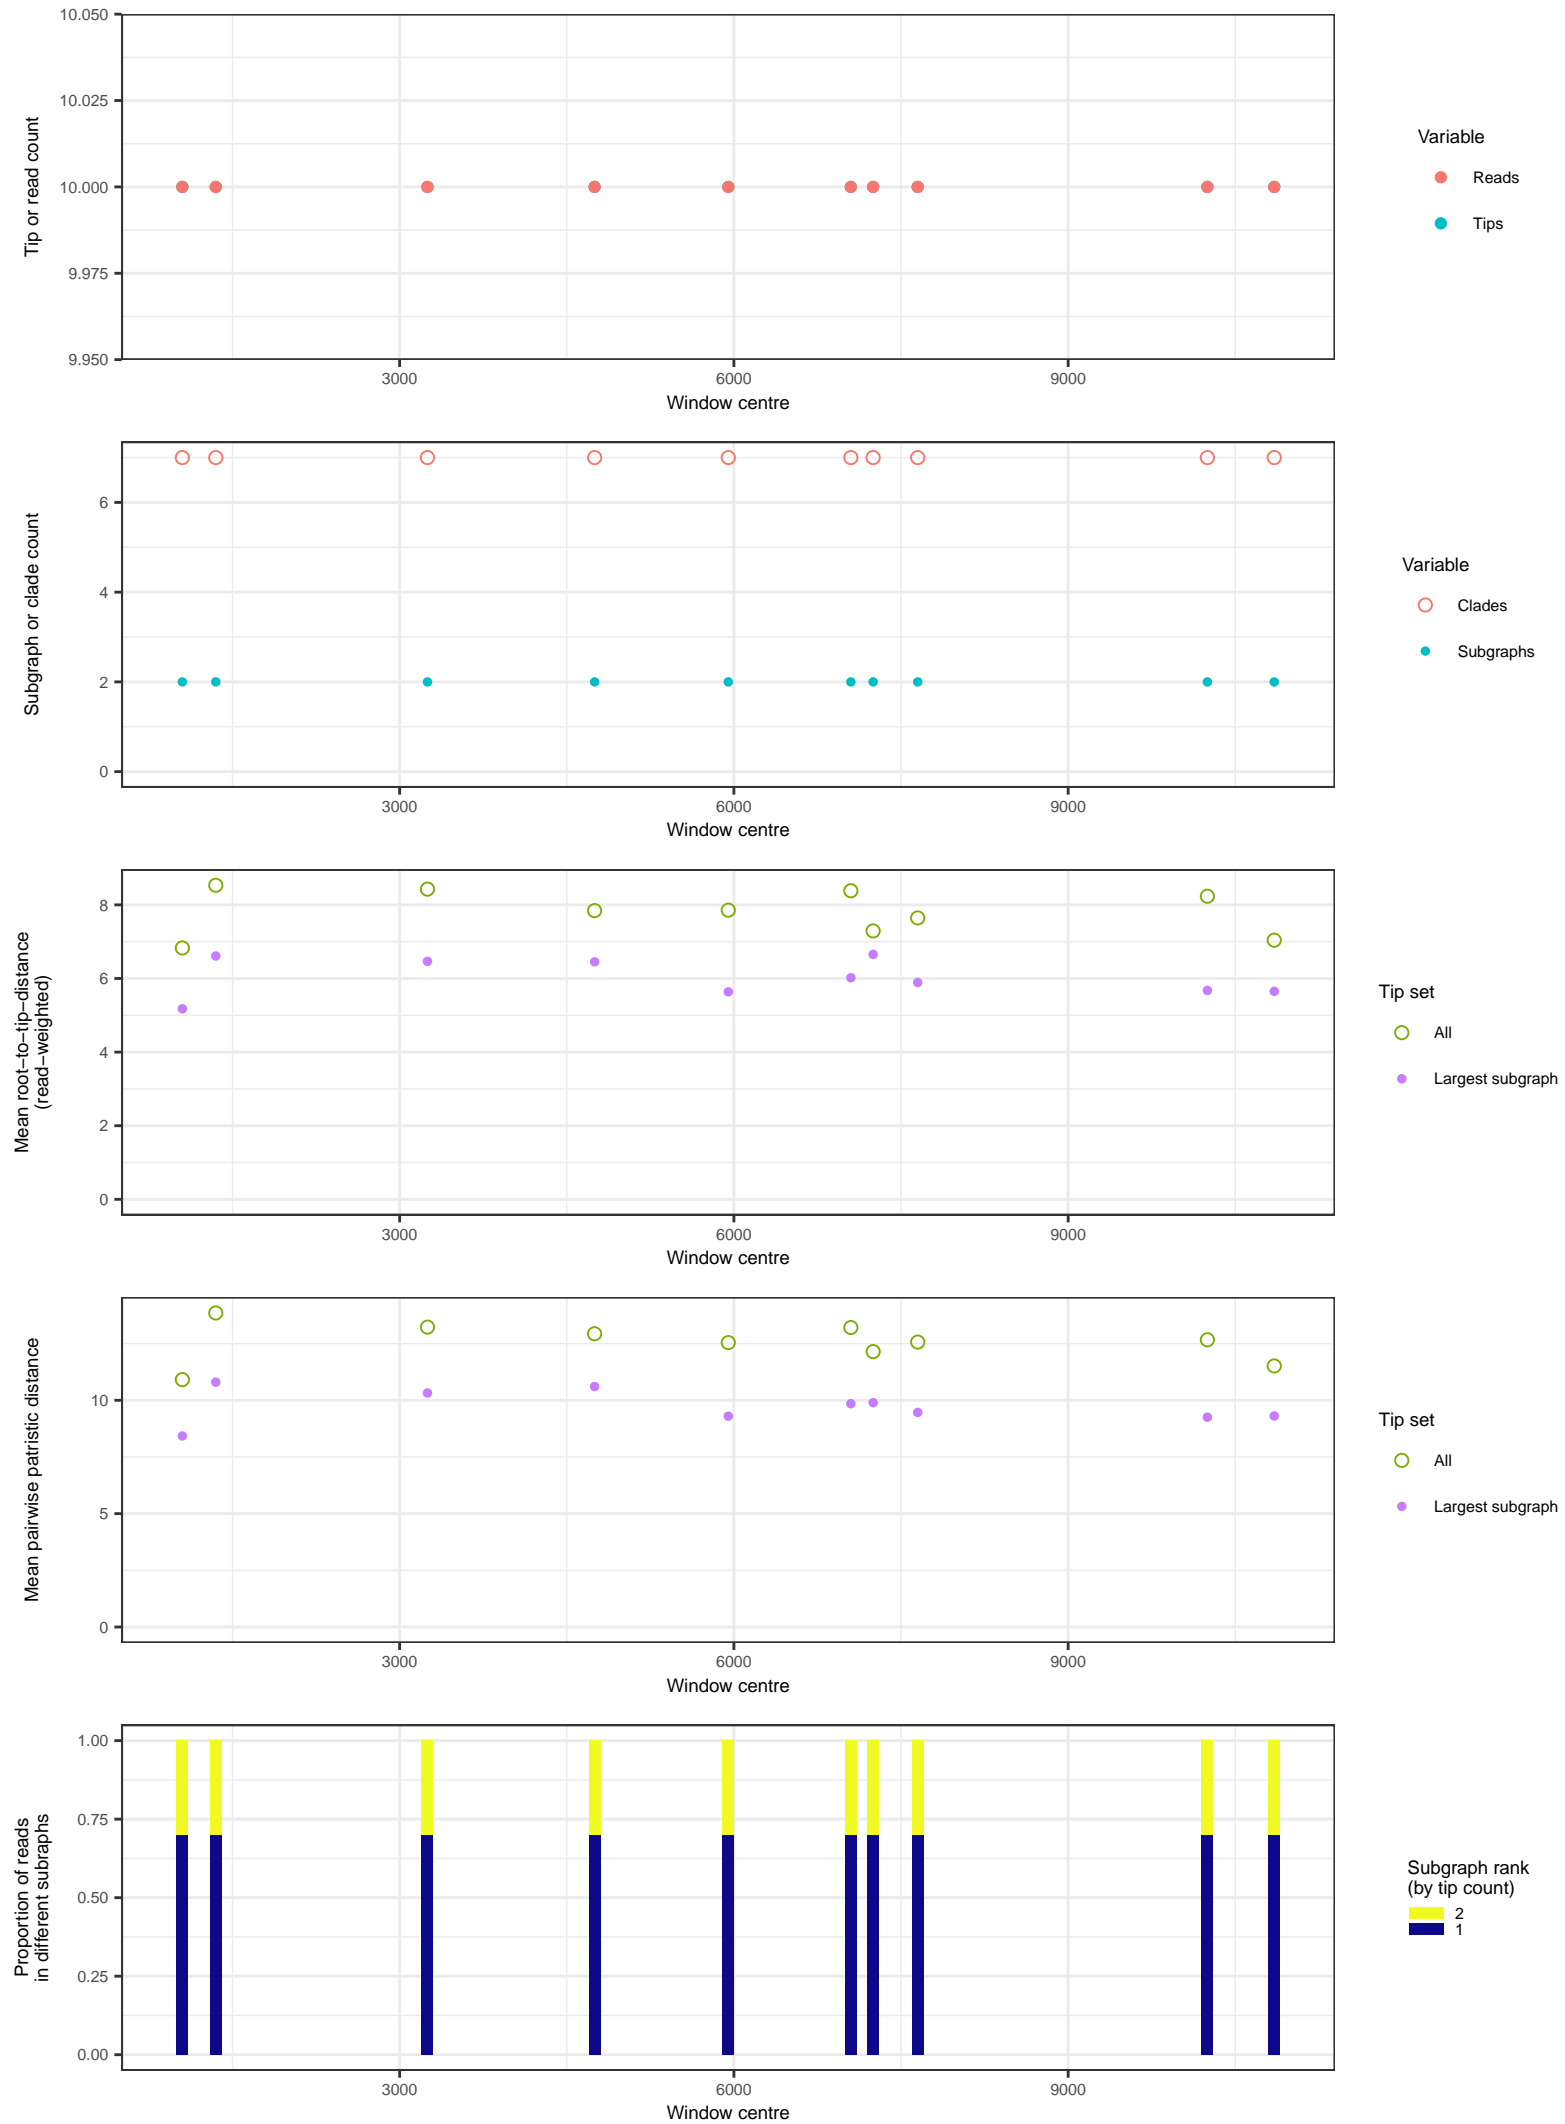 10.050
10.025
10.000
9.975
9.950
Tip or read count
3000
6000
9000
Window centre
Variable
Reads
Tips
6
4
2
0
Subgraph or clade count
3000
6000
9000
Window centre
Variable
Clades
Subgraphs
8
6
4
2
0
Mean root−to−tip−distance
(read−weighted)
3000
6000
9000
Window centre
Tip set
All
Largest subgraph
10
5
0
Mean pairwise patristic distance
3000
6000
9000
Window centre
Tip set
All
Largest subgraph
1.00
0.75
0.50
0.25
0.00
Proportion of reads
in different subraphs
3000
6000
9000
Window centre
Subgraph rank
(by tip count)
2
1